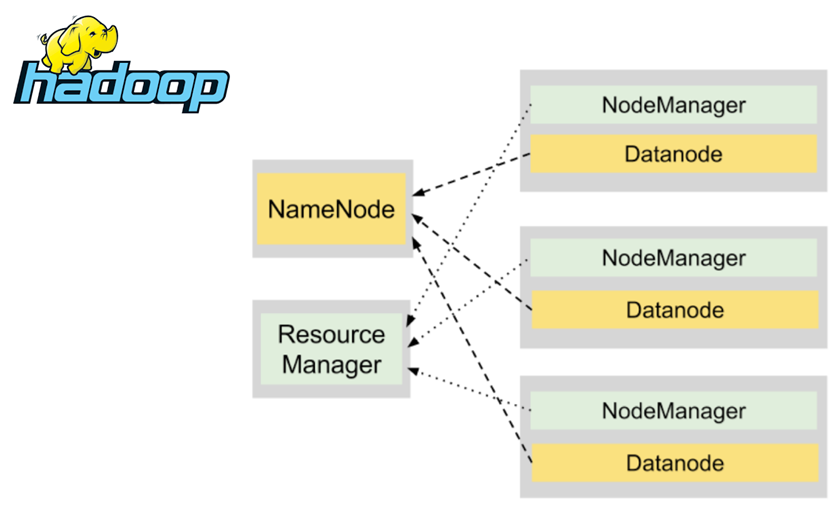 hadoop
NameNode
Resource
Manager
NodeManager
Datanode
NodeManager
Datanode
NodeManager
Datanode